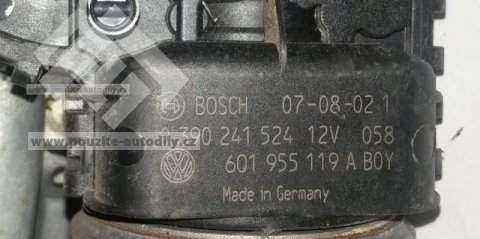 www.pouzite-autodily.cz
BOSCH 07-08-02 1
0 390 241 524 12V 058
6Q1 955 119 A BOY
Made in Germany
www.pouzite-autodily.cz